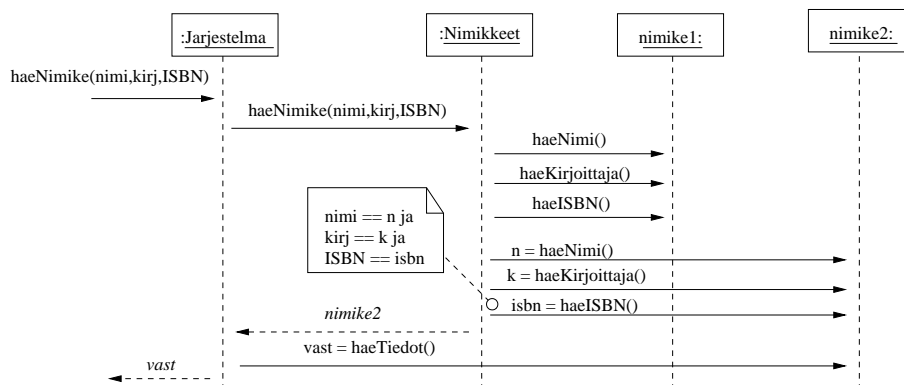 :Jarjestelma
:Nimikkeet
nimike1:
nimike2:
haeNimike(nimi,kirj,ISBN)
haeNimike(nimi,kirj,ISBN)
haeNimi()
haeKirjoittaja()
haeISBN()
nimi == n ja
kirj == k ja
ISBN == isbn
n = haeNimi()
k = haeKirjoittaja()
isbn = haeISBN()
nimike2
vast = haeTiedot()
vast